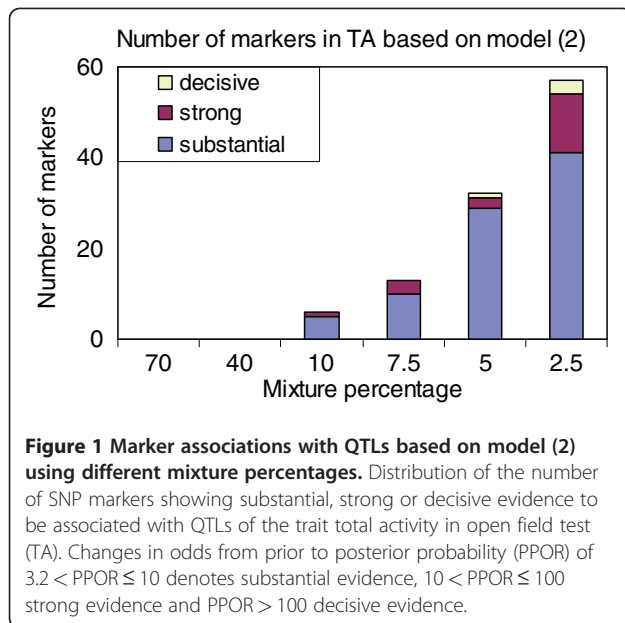 Number of markers in TA based on model (2)
60
40
20
0
Number of markers
decisive
strong
substantial
70 40 10 7.5 5 2.5
Mixture percentage
Figure 1 Marker associations with QTLs based on model (2)
using different mixture percentages. Distribution of the number
of SNP markers showing substantial, strong or decisive evidence to
be associated with QTLs of the trait total activity in open field test
(TA). Changes in odds from prior to posterior probability (PPOR) of
3.2 < PPOR ≤ 10 denotes substantial evidence, 10 < PPOR ≤ 100
strong evidence and PPOR > 100 decisive evidence.